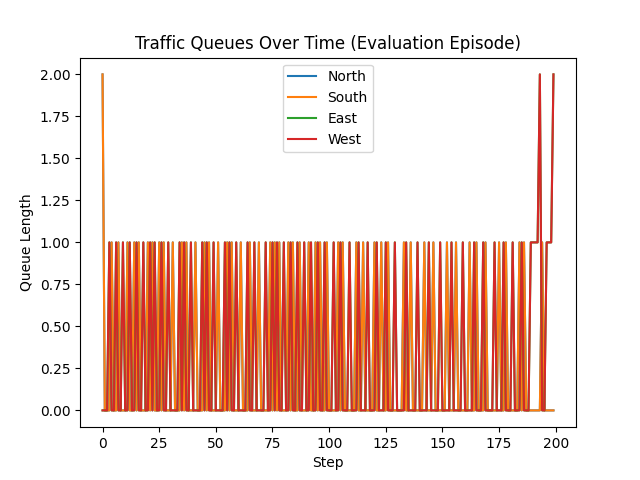 Traffic Queues Over Time (Evaluation Episode)
North
South
East
West
Queue Length
2.00
1.75
1.50
1.25
1.00
0.75
0.50
0.25
0.00
0
25
50
75
100
125
150
175
200
Step